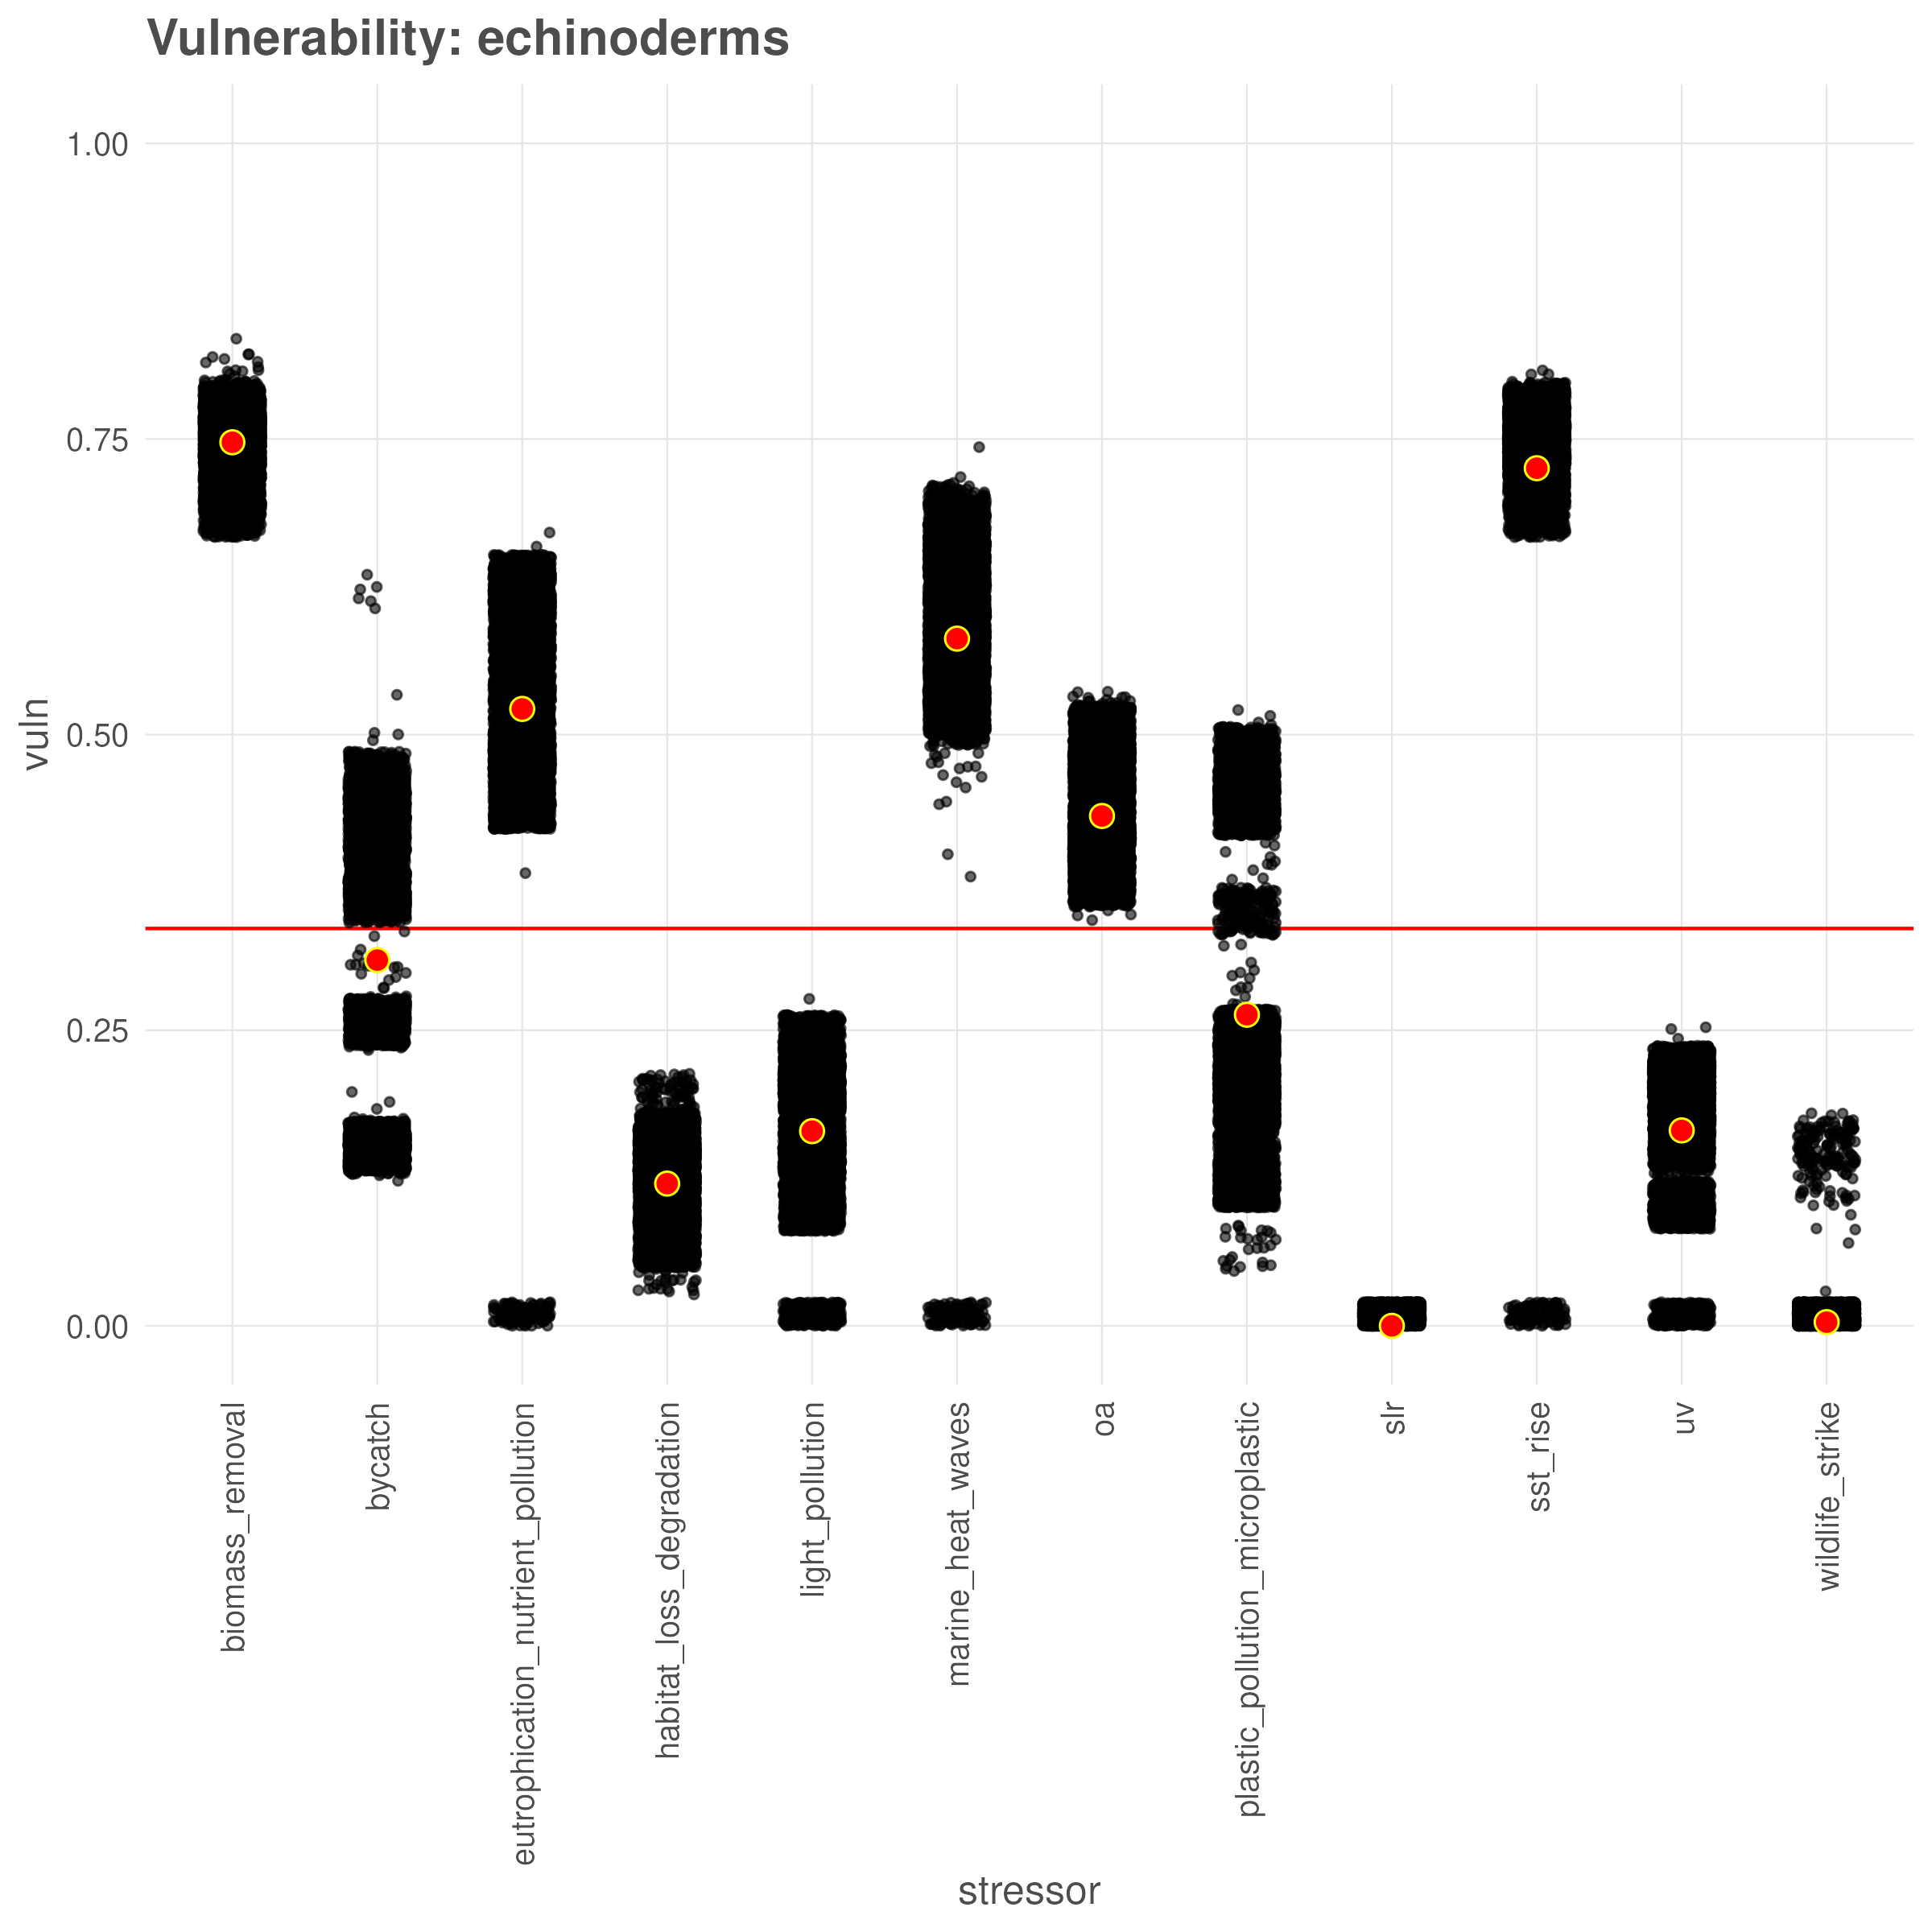 Vulnerability: echinoderms
1.00
0.75
0.50
0.25
0.00
vuln
biomass_removal
bycatch
eutrophication_nutrient_pollution
habitat_loss_degradation
light_pollution
marine_heat_waves
oa
plastic_pollution_microplastic
slr
sst_rise
uv
wildlife_strike
stressor